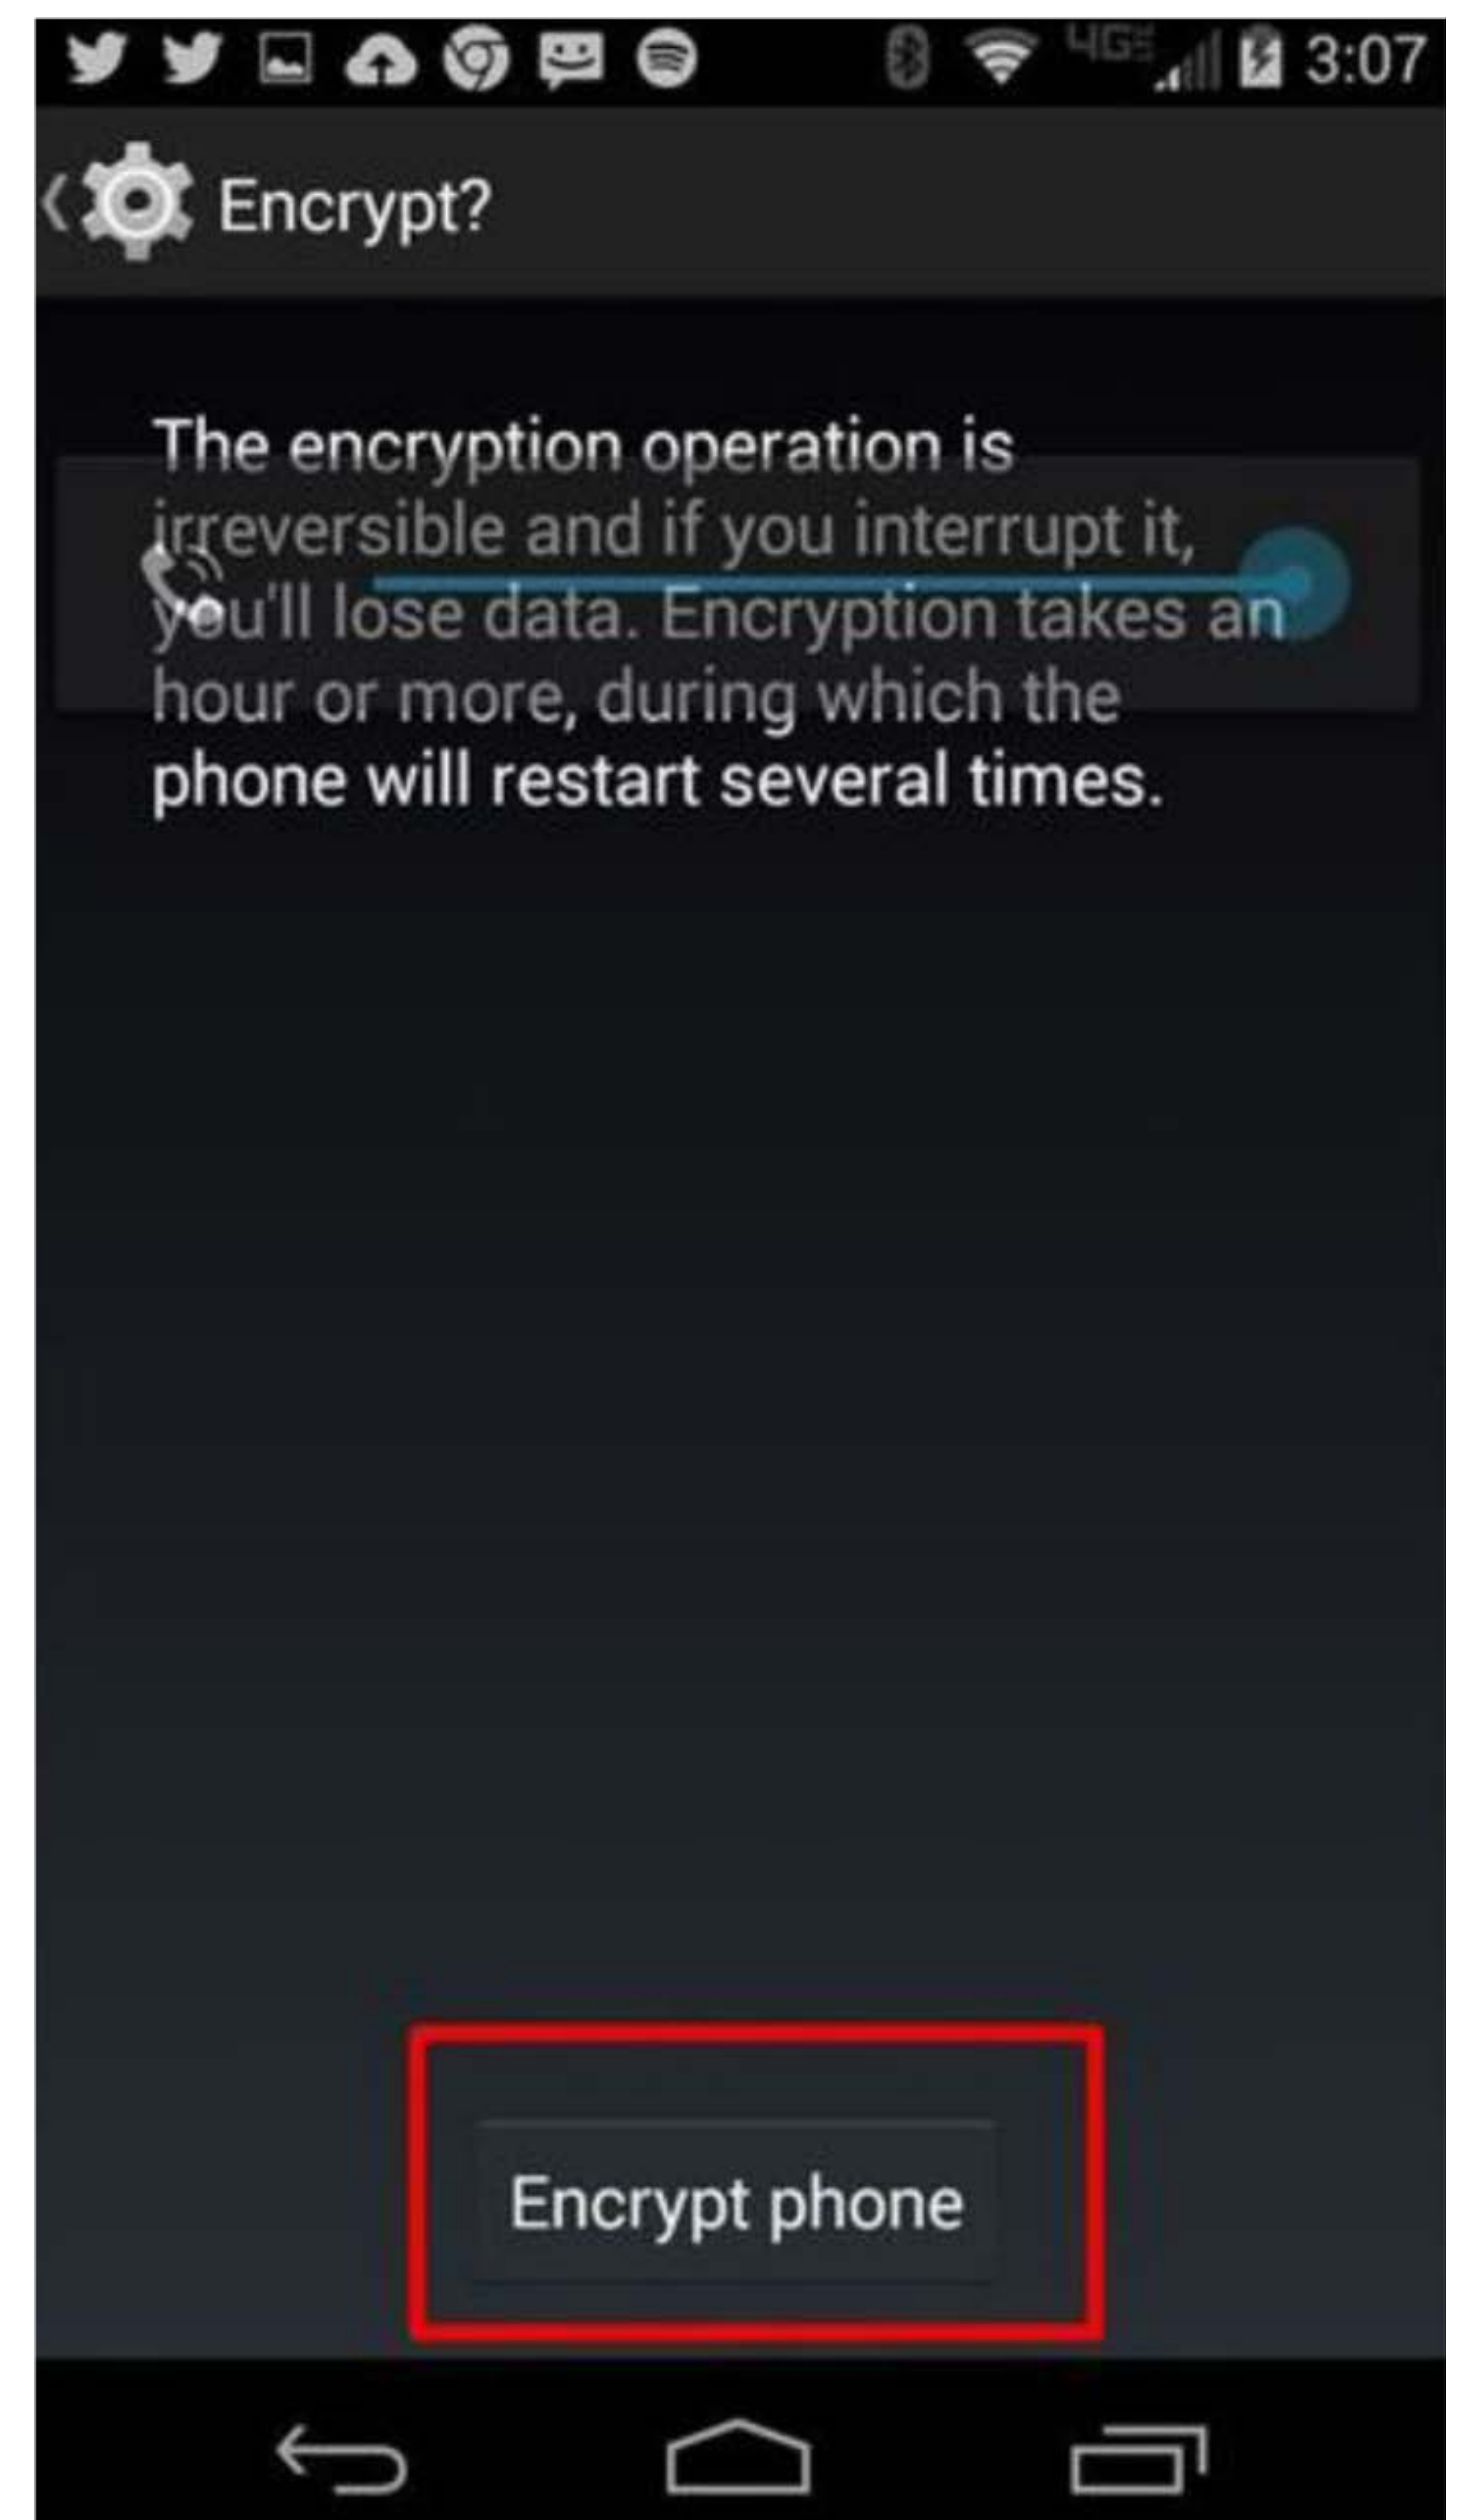 4G 3:07
Encrypt?
The encryption operation is
irreversible and if you interrupt it,
you'll lose data. Encryption takes an
hour or more, during which the
phone will restart several times.
Encrypt phone